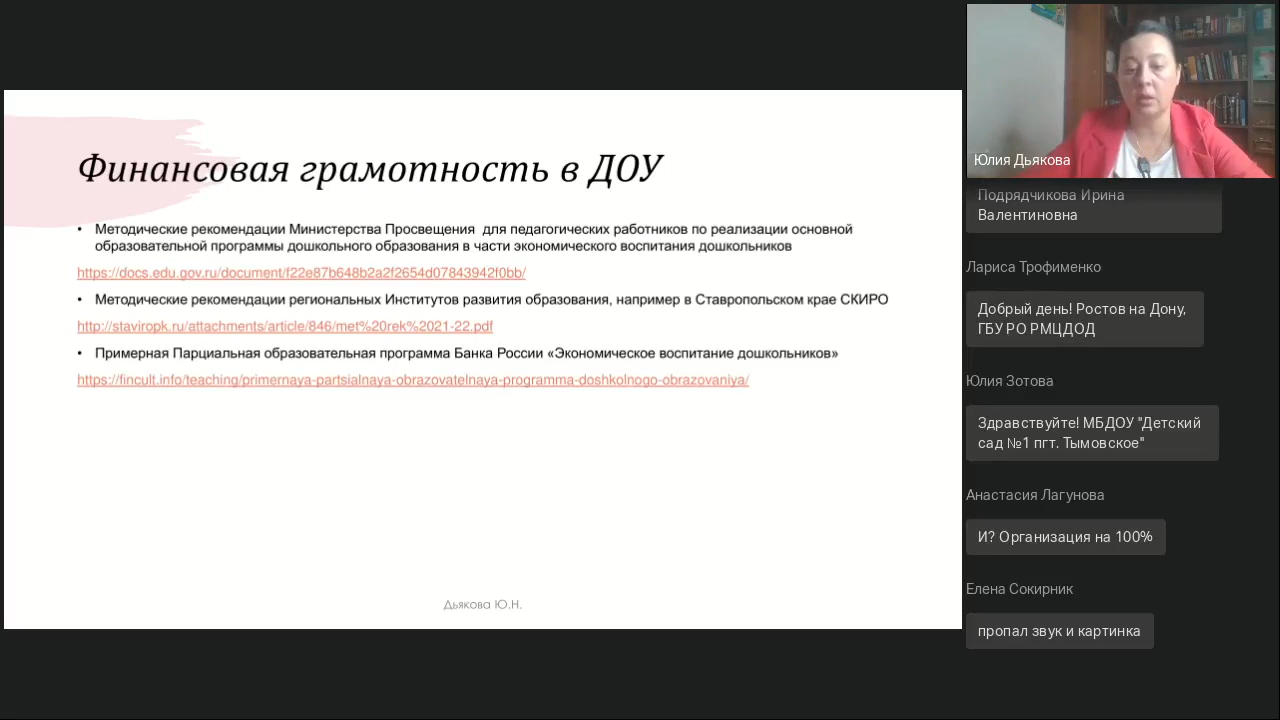 Финансовая грамотность в ДОУ
• Методические рекомендации Министерства Просвещения для педагогических работников по реализации основной
образовательной программы дошкольного образования в части экономического воспитания дошкольников
https://docs.edu.gov.ru/document/f22e87b648b2a2f2654d07843942f0bb/
• Методические рекомендации региональных Институтов развития образования, например в Ставропольском крае СКИРО
http://staviropk.ru/attachments/article/846/met%20rek%2021-22.pdf
• Примерная Парциальная образовательная программа Банка России «Экономическое воспитание дошкольников»
https://fincult.info/teaching/primernaya-partsialnaya-obrazovatelnaya-programma-doshkolnogo-obrazovaniya/
Дьякова Ю.Н.
Юлия Дьякова
Подрядчикова Ирина
Валентиновна
Лариса Трофименко
Добрый день! Ростов на Дону,
ГБУ РО РМЦДОД
Юлия Зотова
Здравствуйте! МБДОУ "Детский
сад №1 пгт. Тымовское"
Анастасия Лагунова
И? Организация на 100%
Елена Сокирник
пропал звук и картинка